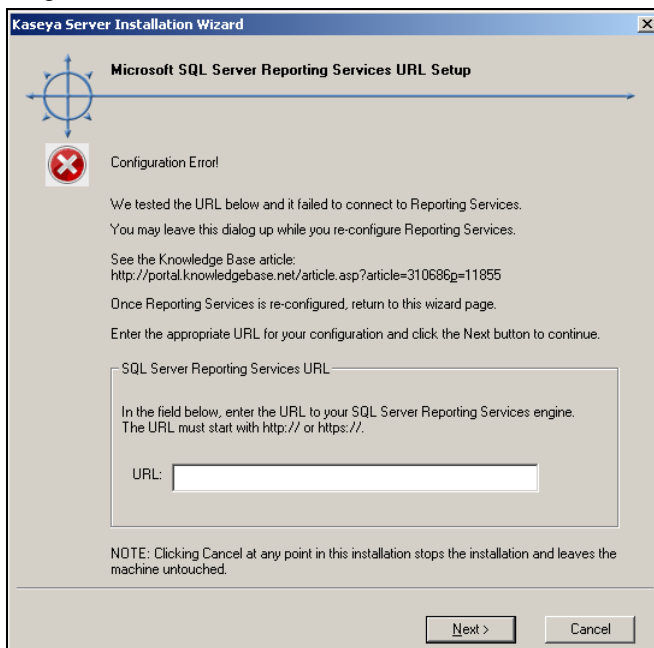 Kaseya Server Installation Wizard
Microsoft SQL Server Reporting Services URL Setup
Configuration Error!
We tested the URL below and it failed to connect to Reporting Services.
You may leave this dialog up while you re-configure Reporting Services.
See the Knowledge Base article:
http://portal.knowledgebase.net/article.asp?article=310686p=11855
Once Reporting Services is re-configured, return to this wizard page.
Enter the appropriate URL for your configuration and click the Next button to continue.
SQL Server Reporting Services URL
In the field below, enter the URL to your SQL Server Reporting Services engine.
The URL must start with http:// or https://.
URL:
NOTE: Clicking Cancel at any point in this installation stops the installation and leaves the
machine untouched.
Next > Cancel